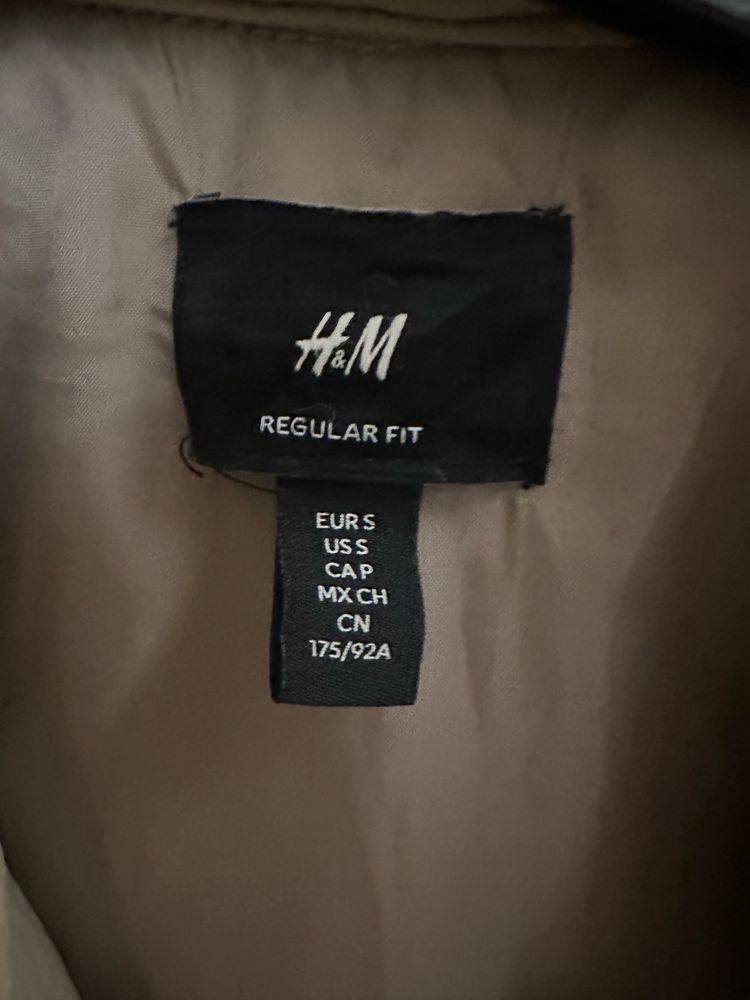 H&M
REGULAR FIT
EUR S
US S
CA P
MX CH
CN
175/92A